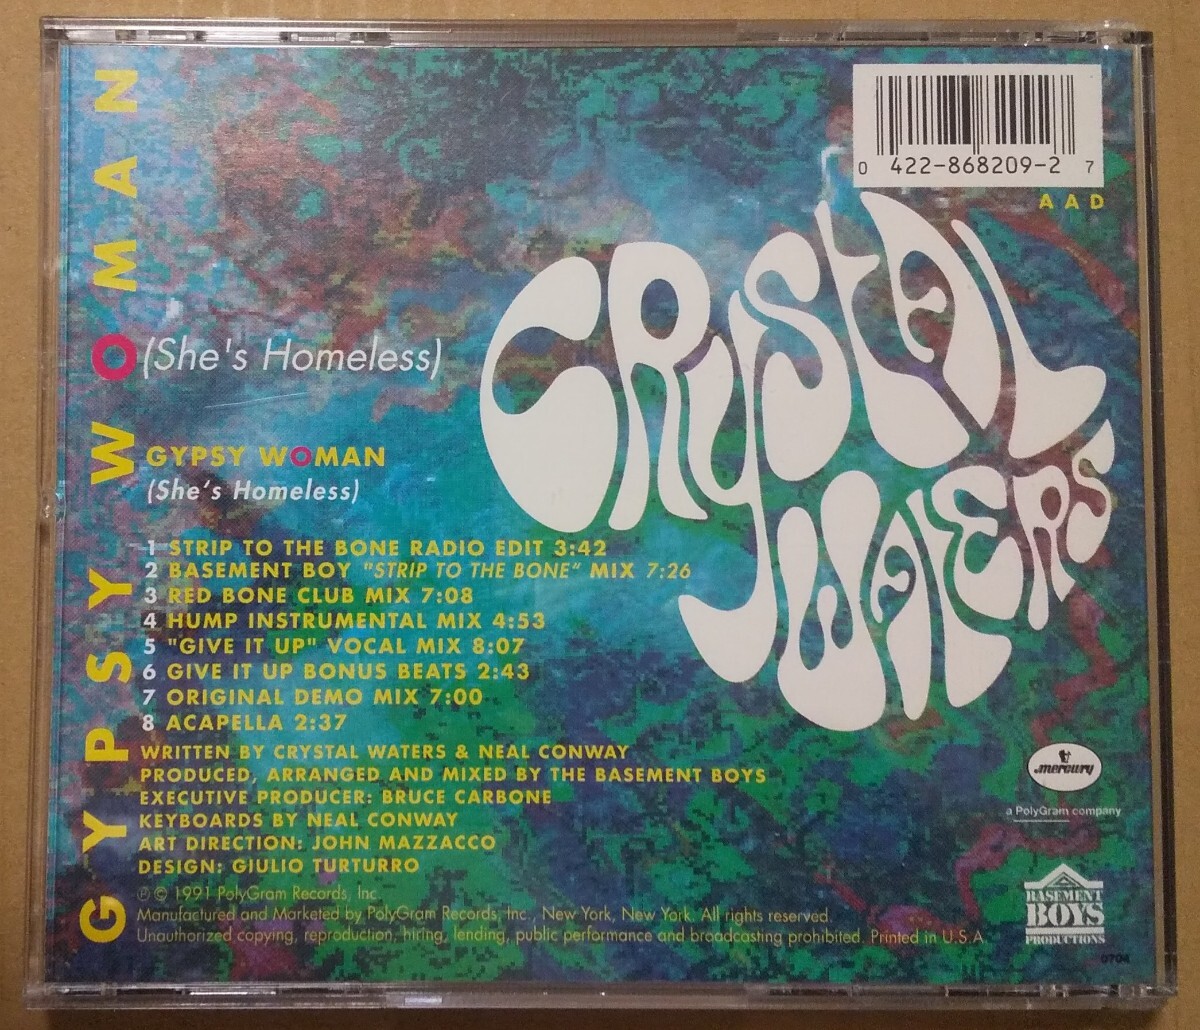 0 422-868209-2 7
A A D
CRYSTAL
WATERS
GYPSY WOMAN
(She's Homeless)
GYPSY WOMAN
(She's Homeless)
1 STRIP TO THE BONE RADIO EDIT 3:42
2 BASEMENT BOY "STRIP TO THE BONE" MIX 7:26
3 RED BONE CLUB MIX 7:08
4 HUMP INSTRUMENTAL MIX 4:53
5 "GIVE IT UP" VOCAL MIX 8:07
6 GIVE IT UP BONUS BEATS 2:43
7 ORIGINAL DEMO MIX 7:00
8 ACAPELLA 2:37
WRITTEN BY CRYSTAL WATERS & NEAL CONWAY
PRODUCED, ARRANGED AND MIXED BY THE BASEMENT BOYS
EXECUTIVE PRODUCER: BRUCE CARBONE
KEYBOARDS BY NEAL CONWAY
ART DIRECTION: JOHN MAZZACCO
DESIGN: GIULIO TURTURRO
℗ © 1991 PolyGram Records, Inc.
Manufactured and Marketed by PolyGram Records, Inc., New York, New York. All rights reserved.
Unauthorized copying, reproduction, hiring, lending, public performance and broadcasting prohibited. Printed in U.S.A
mercury
a PolyGram company
BASEMENT
BOYS
PRODUCTIONS
0704